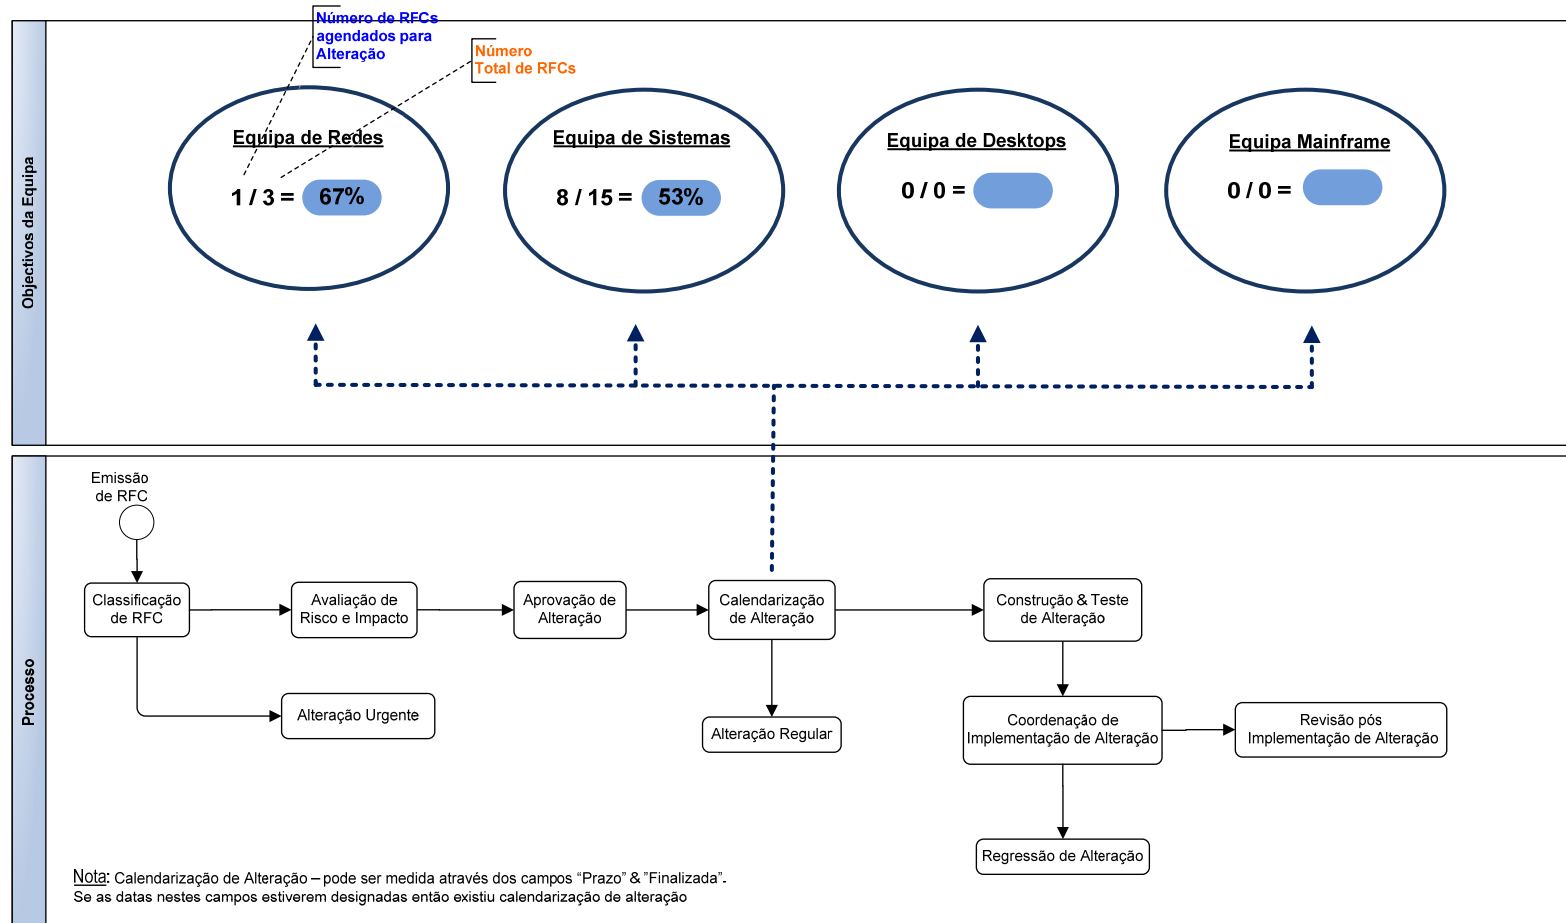 Número de RFCs
agendados para
Alteração
Número
Total de RFCs
Objectivos da Equipa
Equipa de Redes
1 / 3 = 67%
Equipa de Sistemas
8 / 15 = 53%
Equipa de Desktops
0 / 0 =
Equipa Mainframe
0 / 0 =
Processo
Emissão
de RFC
Classificação
de RFC
Avaliação de
Risco e Impacto
Aprovação de
Alteração
Calendarização
de Alteração
Construção & Teste
de Alteração
Alteração Urgente
Alteração Regular
Coordenação de
Implementação de Alteração
Revisão pós
Implementação de Alteração
Regressão de Alteração
Nota: Calendarização de Alteração – pode ser medida através dos campos “Prazo” & ”Finalizada”.
Se as datas nestes campos estiverem designadas então existiu calendarização de alteração